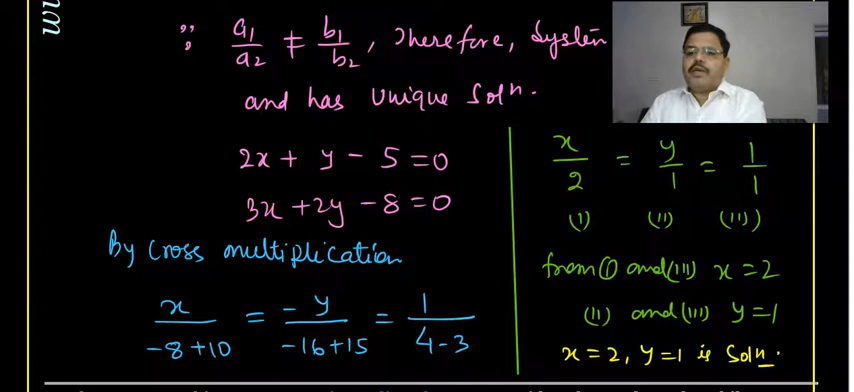 ∵ a1/a2 ≠ b1/b2, Therefore, System
and has unique Soln.
2x + y - 5 = 0
3x + 2y - 8 = 0
By cross multiplication
x/(-8+10) = -y/(-16+15) = 1/(4-3)
x/2 = y/1 = 1/1
(I) (II) (III)
from (I) and (III) x = 2
(II) and (III) y = 1
x = 2, y = 1 is Soln.